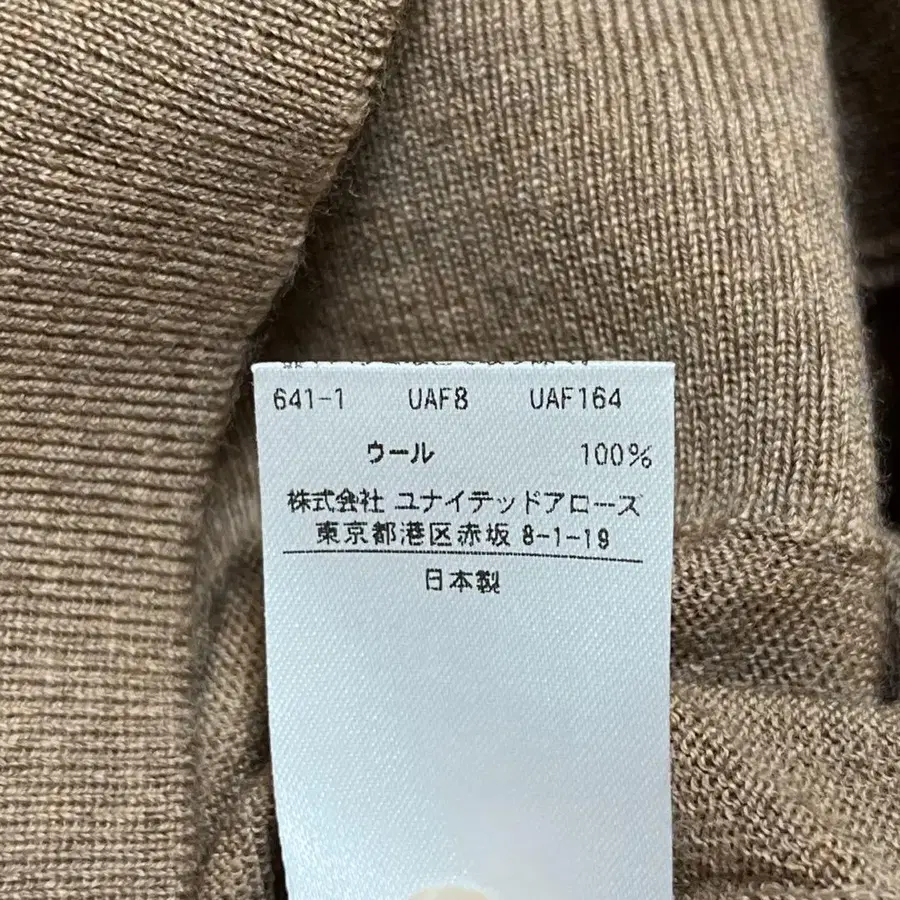 641-1 UAF8 UAF164
ウール 100%
株式会社 ユナイテッドアローズ
東京都港区赤坂 8-1-19
日本製